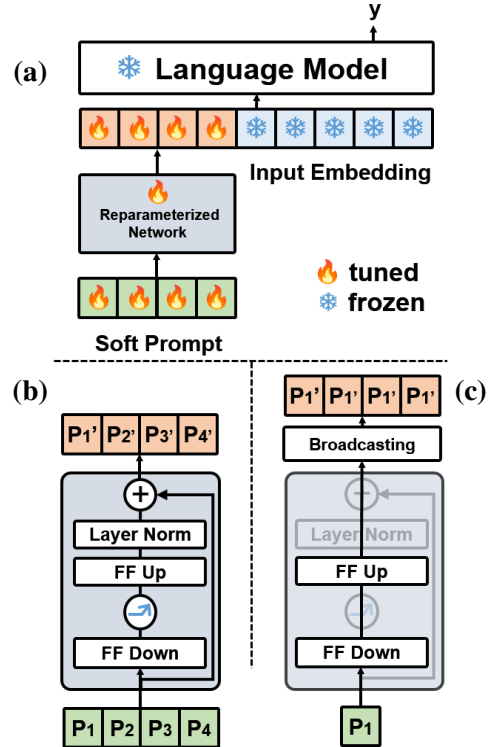 y
(a)
Language Model
Input Embedding
Reparameterized
Network
tuned
frozen
Soft Prompt
(b)
P1' P2' P3' P4'
Layer Norm
FF Up
FF Down
P1 P2 P3 P4
(c)
P1' P1' P1' P1'
Broadcasting
Layer Norm
FF Up
FF Down
P1